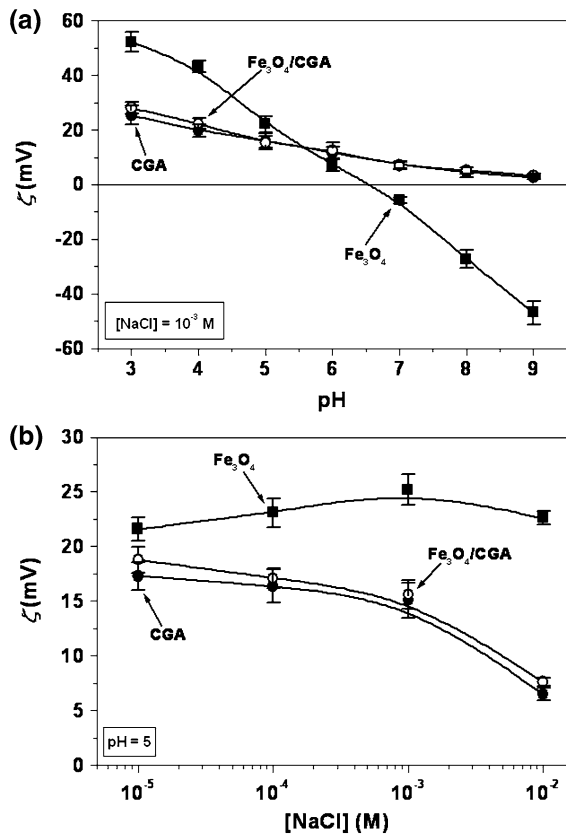 (a)
60
40
20
0
-20
-40
-60
ζ (mV)
Fe₃O₄/CGA
CGA
Fe₃O₄
[NaCl] = 10⁻³ M
3 4 5 6 7 8 9
pH
(b)
30
25
20
15
10
5
0
ζ (mV)
Fe₃O₄
Fe₃O₄/CGA
CGA
pH = 5
10⁻⁵ 10⁻⁴ 10⁻³ 10⁻²
[NaCl] (M)